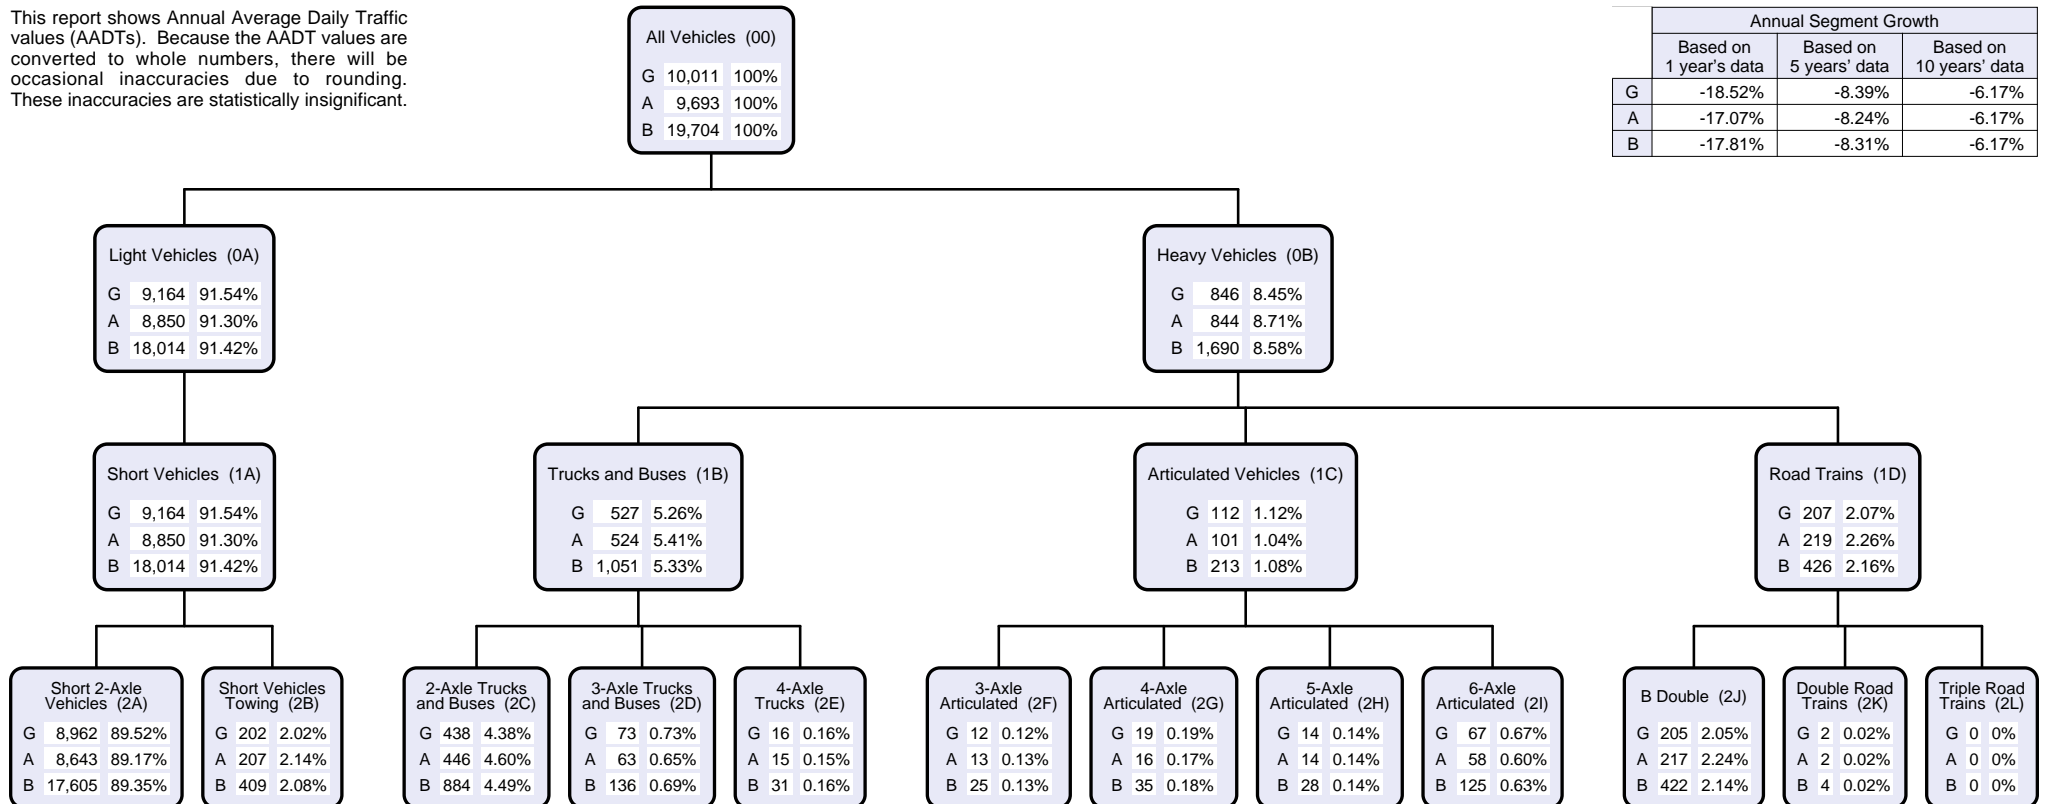 This report shows Annual Average Daily Traffic
values (AADTs). Because the AADT values are
converted to whole numbers, there will be
occasional inaccuracies due to rounding.
These inaccuracies are statistically insignificant.
All Vehicles (00)
G 10,011 100%
A 9,693 100%
B 19,704 100%
Annual Segment Growth
Based on 1 year's data Based on 5 years' data Based on 10 years' data
G -18.52% -8.39% -6.17%
A -17.07% -8.24% -6.17%
B -17.81% -8.31% -6.17%
Light Vehicles (0A)
G 9,164 91.54%
A 8,850 91.30%
B 18,014 91.42%
Heavy Vehicles (0B)
G 846 8.45%
A 844 8.71%
B 1,690 8.58%
Short Vehicles (1A)
G 9,164 91.54%
A 8,850 91.30%
B 18,014 91.42%
Trucks and Buses (1B)
G 527 5.26%
A 524 5.41%
B 1,051 5.33%
Articulated Vehicles (1C)
G 112 1.12%
A 101 1.04%
B 213 1.08%
Road Trains (1D)
G 207 2.07%
A 219 2.26%
B 426 2.16%
Short 2-Axle
Vehicles (2A)
G 8,962 89.52%
A 8,643 89.17%
B 17,605 89.35%
Short Vehicles
Towing (2B)
G 202 2.02%
A 207 2.14%
B 409 2.08%
2-Axle Trucks
and Buses (2C)
G 438 4.38%
A 446 4.60%
B 884 4.49%
3-Axle Trucks
and Buses (2D)
G 73 0.73%
A 63 0.65%
B 136 0.69%
4-Axle
Trucks (2E)
G 16 0.16%
A 15 0.15%
B 31 0.16%
3-Axle
Articulated (2F)
G 12 0.12%
A 13 0.13%
B 25 0.13%
4-Axle
Articulated (2G)
G 19 0.19%
A 16 0.17%
B 35 0.18%
5-Axle
Articulated (2H)
G 14 0.14%
A 14 0.14%
B 28 0.14%
6-Axle
Articulated (2I)
G 67 0.67%
A 58 0.60%
B 125 0.63%
B Double (2J)
G 205 2.05%
A 217 2.24%
B 422 2.14%
Double Road
Trains (2K)
G 2 0.02%
A 2 0.02%
B 4 0.02%
Triple Road
Trains (2L)
G 0 0%
A 0 0%
B 0 0%